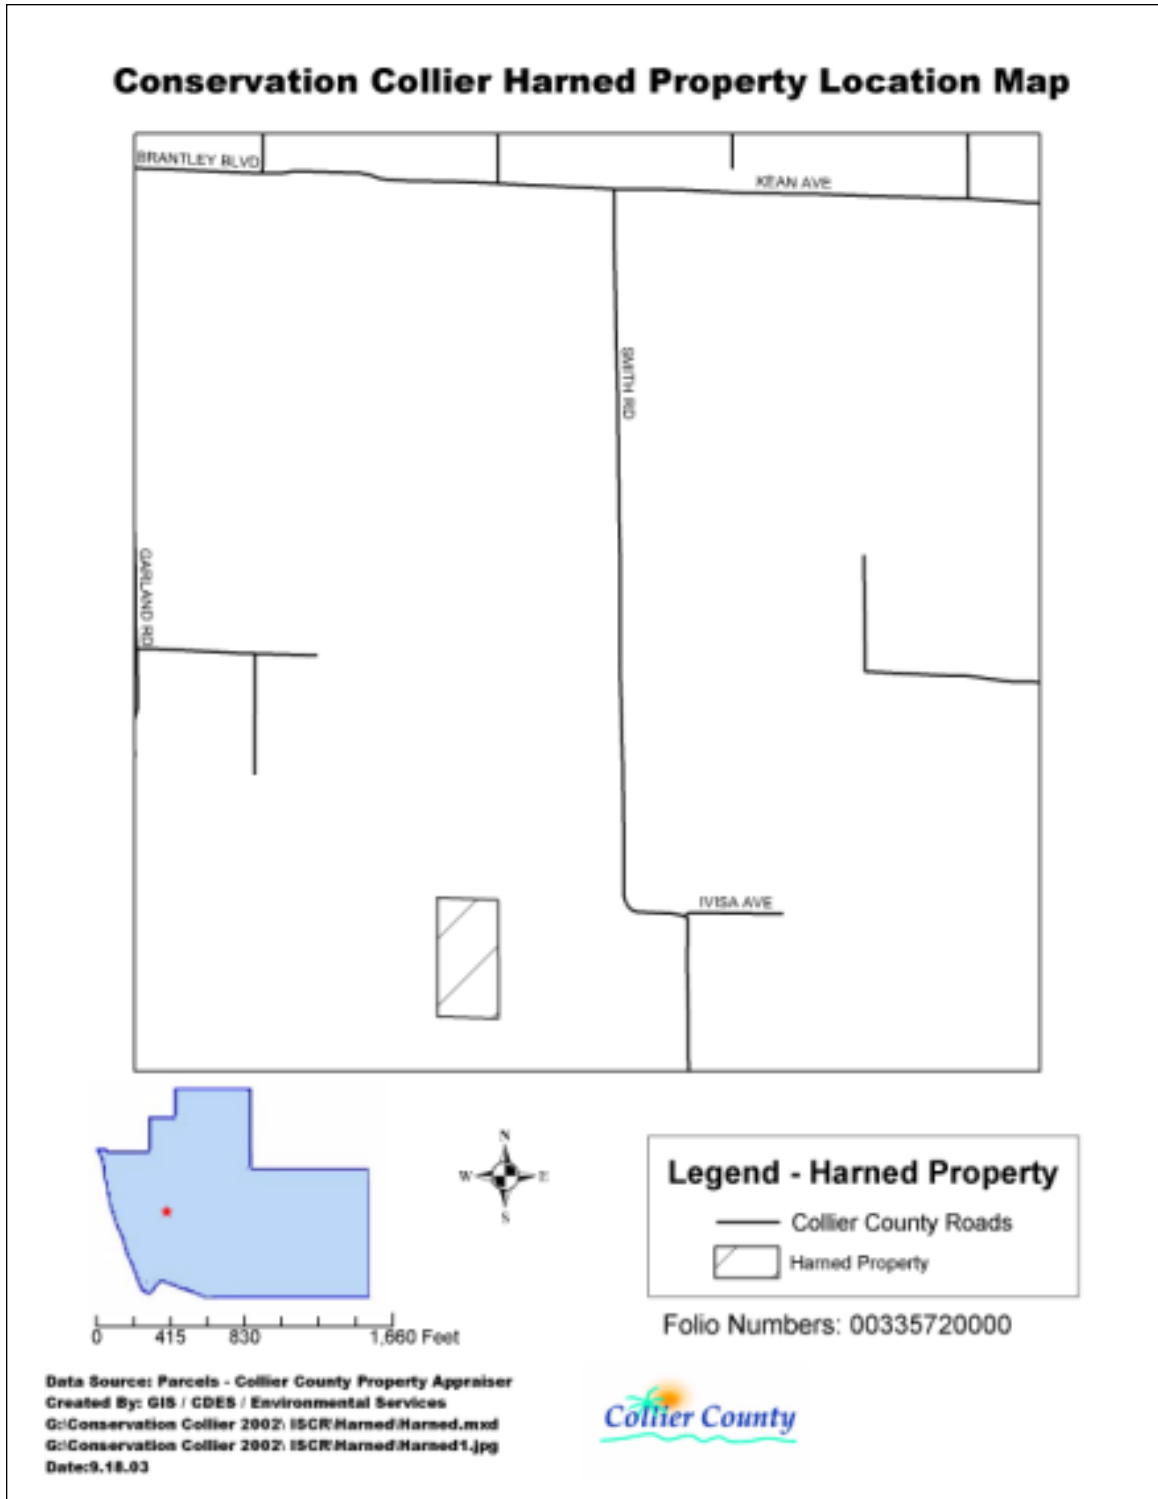 Conservation Collier Harned Property Location Map
BRANTLEY BLVD
KEAN AVE
SMITH RD
GARLAND RD
IVISA AVE
N
W E
S
Legend - Harned Property
Collier County Roads
Harned Property
0 415 830 1,660 Feet
Folio Numbers: 00335720000
Data Source: Parcels - Collier County Property Appraiser
Created By: GIS / CDES / Environmental Services
G:\Conservation Collier 2002\ ISCR\Harned\Harned.mxd
G:\Conservation Collier 2002\ ISCR\Harned\Harned1.jpg
Date:9.18.03
Collier County